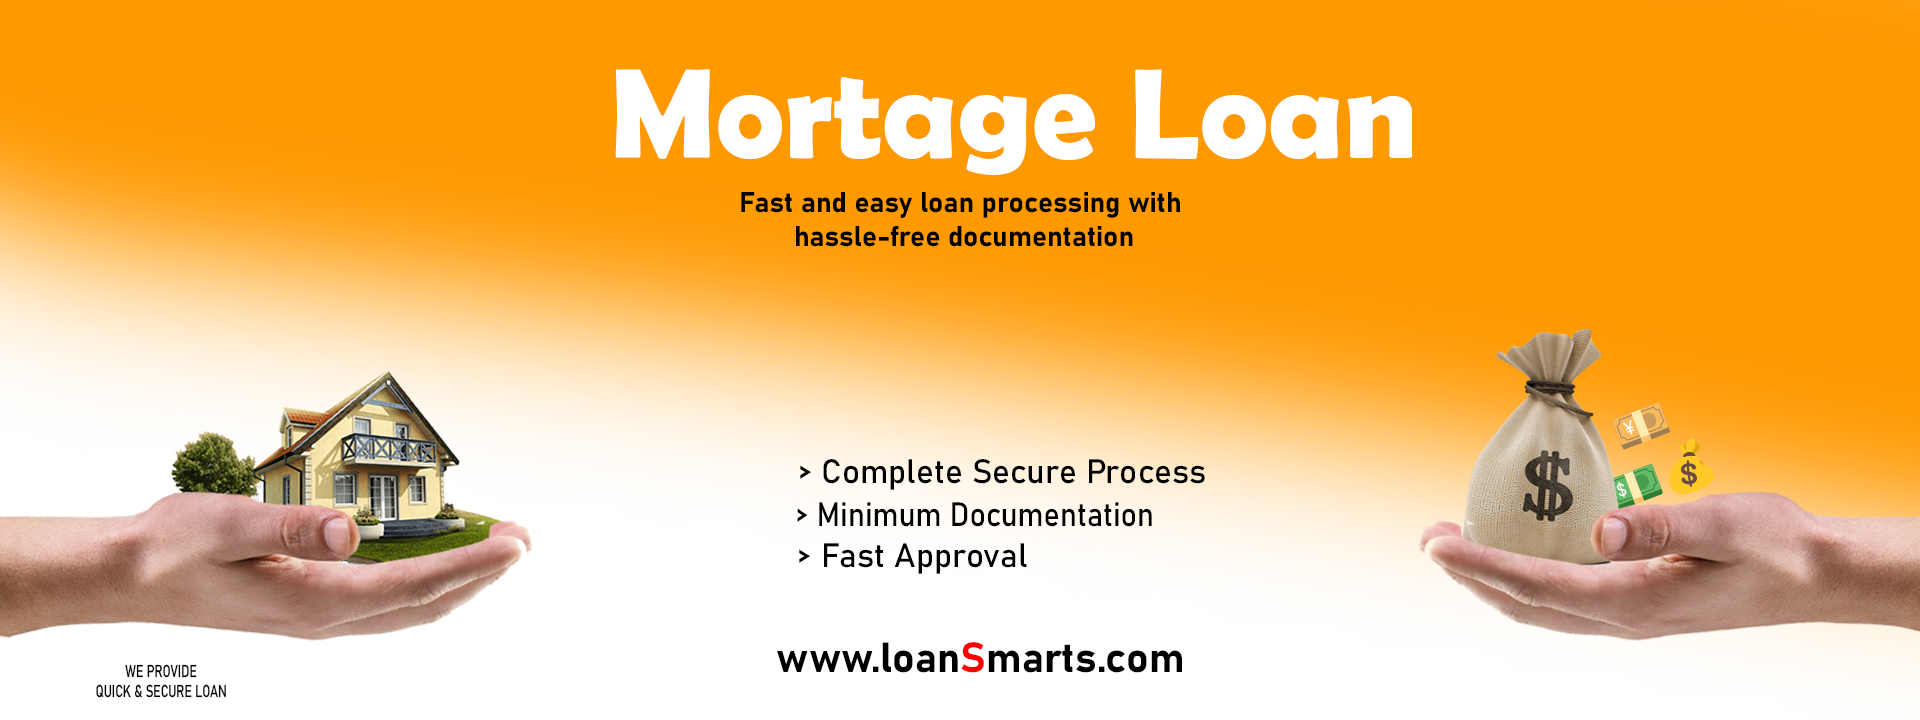 Mortage Loan
Fast and easy loan processing with
hassle-free documentation
> Complete Secure Process
> Minimum Documentation
> Fast Approval
www.loanSmarts.com
WE PROVIDE
QUICK & SECURE LOAN
$
¥
$
$